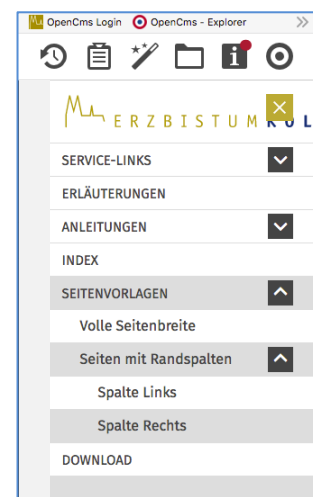 OpenCms Login OpenCms - Explorer
ERZBISTUM KÖL
SERVICE-LINKS
ERLÄUTERUNGEN
ANLEITUNGEN
INDEX
SEITENVORLAGEN
Volle Seitenbreite
Seiten mit Randspalten
Spalte Links
Spalte Rechts
DOWNLOAD